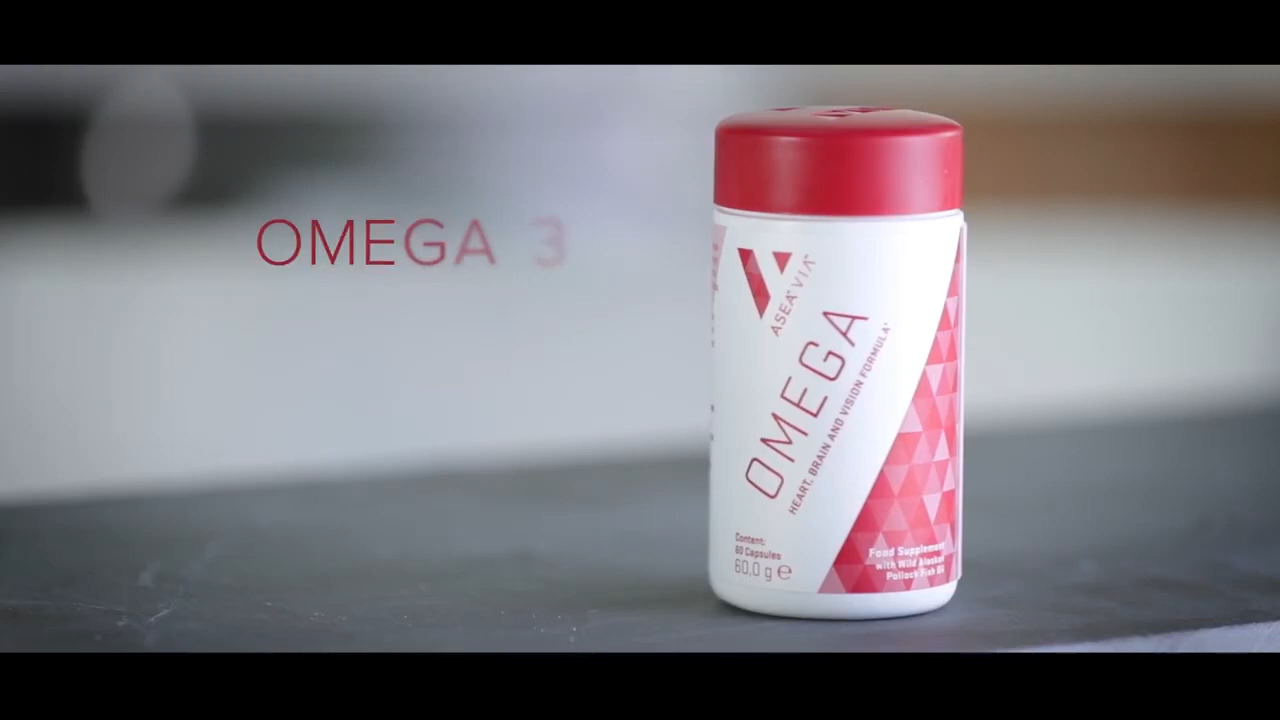 OMEGA 3
ASEA VIA™
OMEGA
HEART, BRAIN AND VISION FORMULA*
Content:
60 Capsules
60,0 g ℮
Food Supplement
with Wild Alaskan
Pollock Fish Oil